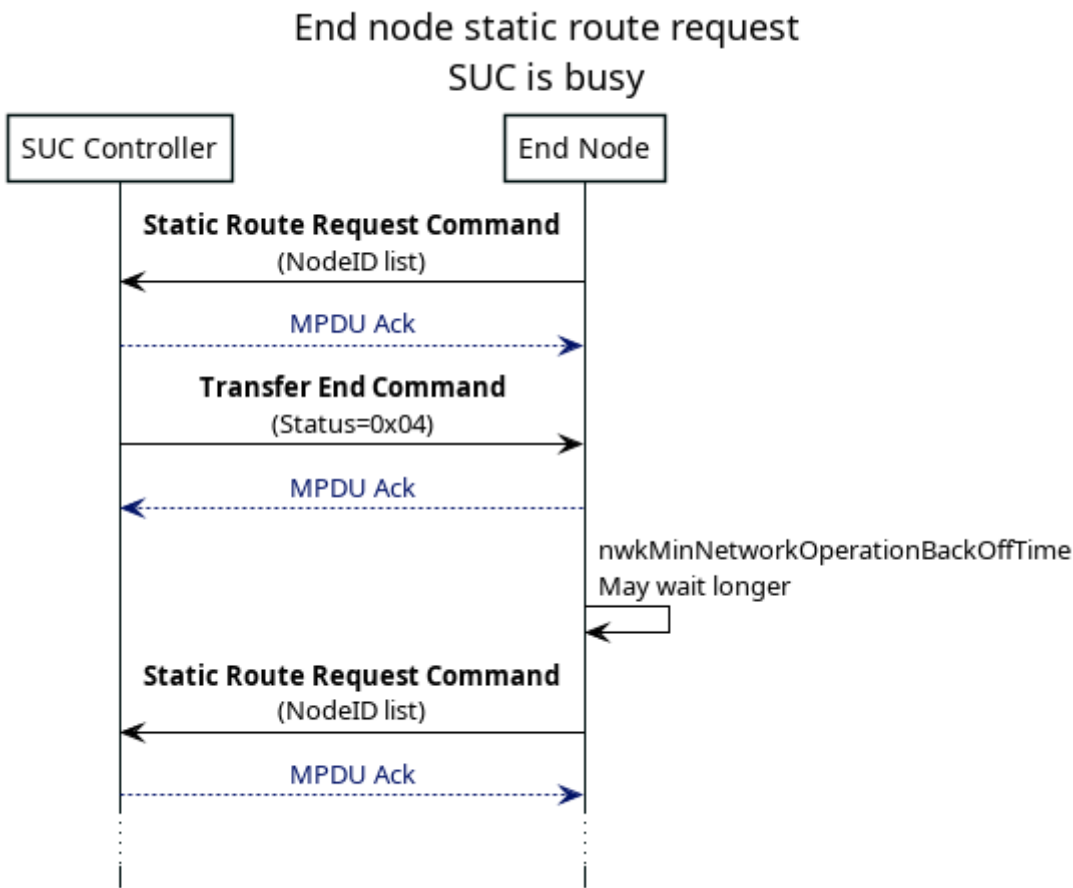 End node static route request
SUC is busy
SUC Controller
End Node
Static Route Request Command
(NodeID list)
MPDU Ack
Transfer End Command
(Status=0x04)
MPDU Ack
nwkMinNetworkOperationBackOffTime
May wait longer
Static Route Request Command
(NodeID list)
MPDU Ack